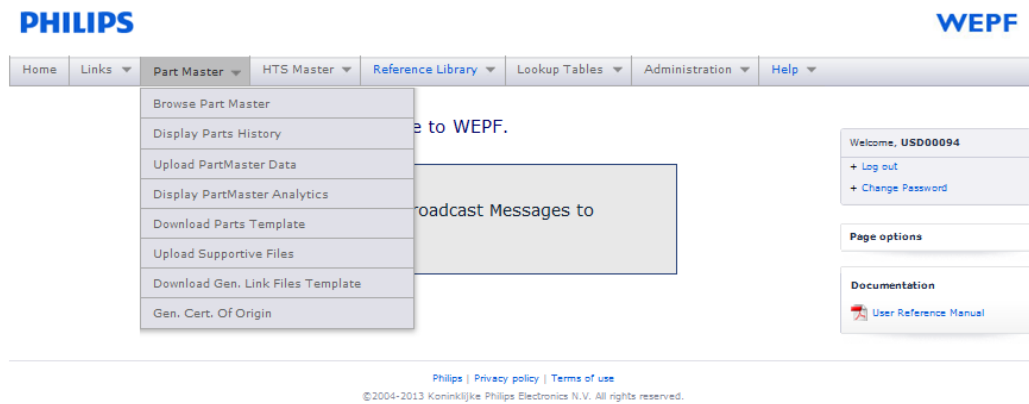 PHILIPS
WEPF
Home Links Part Master HTS Master Reference Library Lookup Tables Administration Help
Browse Part Master
Display Parts History
Upload PartMaster Data
Display PartMaster Analytics
Download Parts Template
Upload Supportive Files
Download Gen. Link Files Template
Gen. Cert. Of Origin
e to WEPF.
roadcast Messages to
Welcome, USD00094
+ Log out
+ Change Password
Page options
Documentation
User Reference Manual
Philips | Privacy policy | Terms of use
©2004-2013 Koninklijke Philips Electronics N.V. All rights reserved.